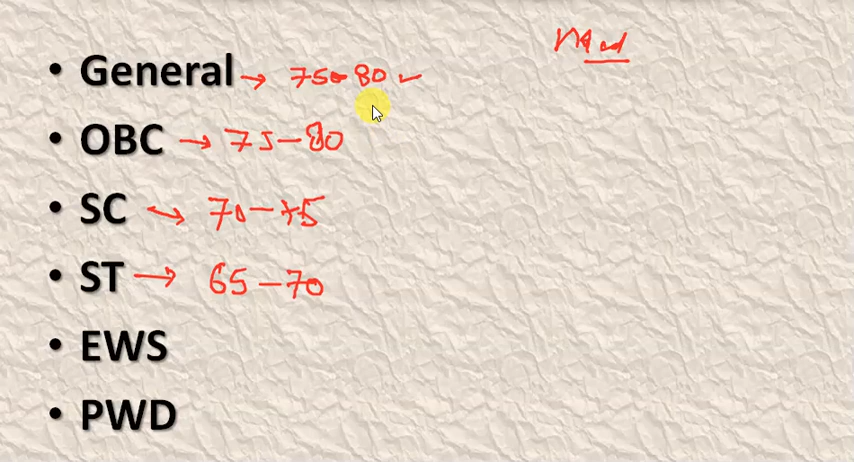 • General → 75-80 ✓
• OBC → 75-80
• SC → 70-75
• ST → 65-70
• EWS
• PWD